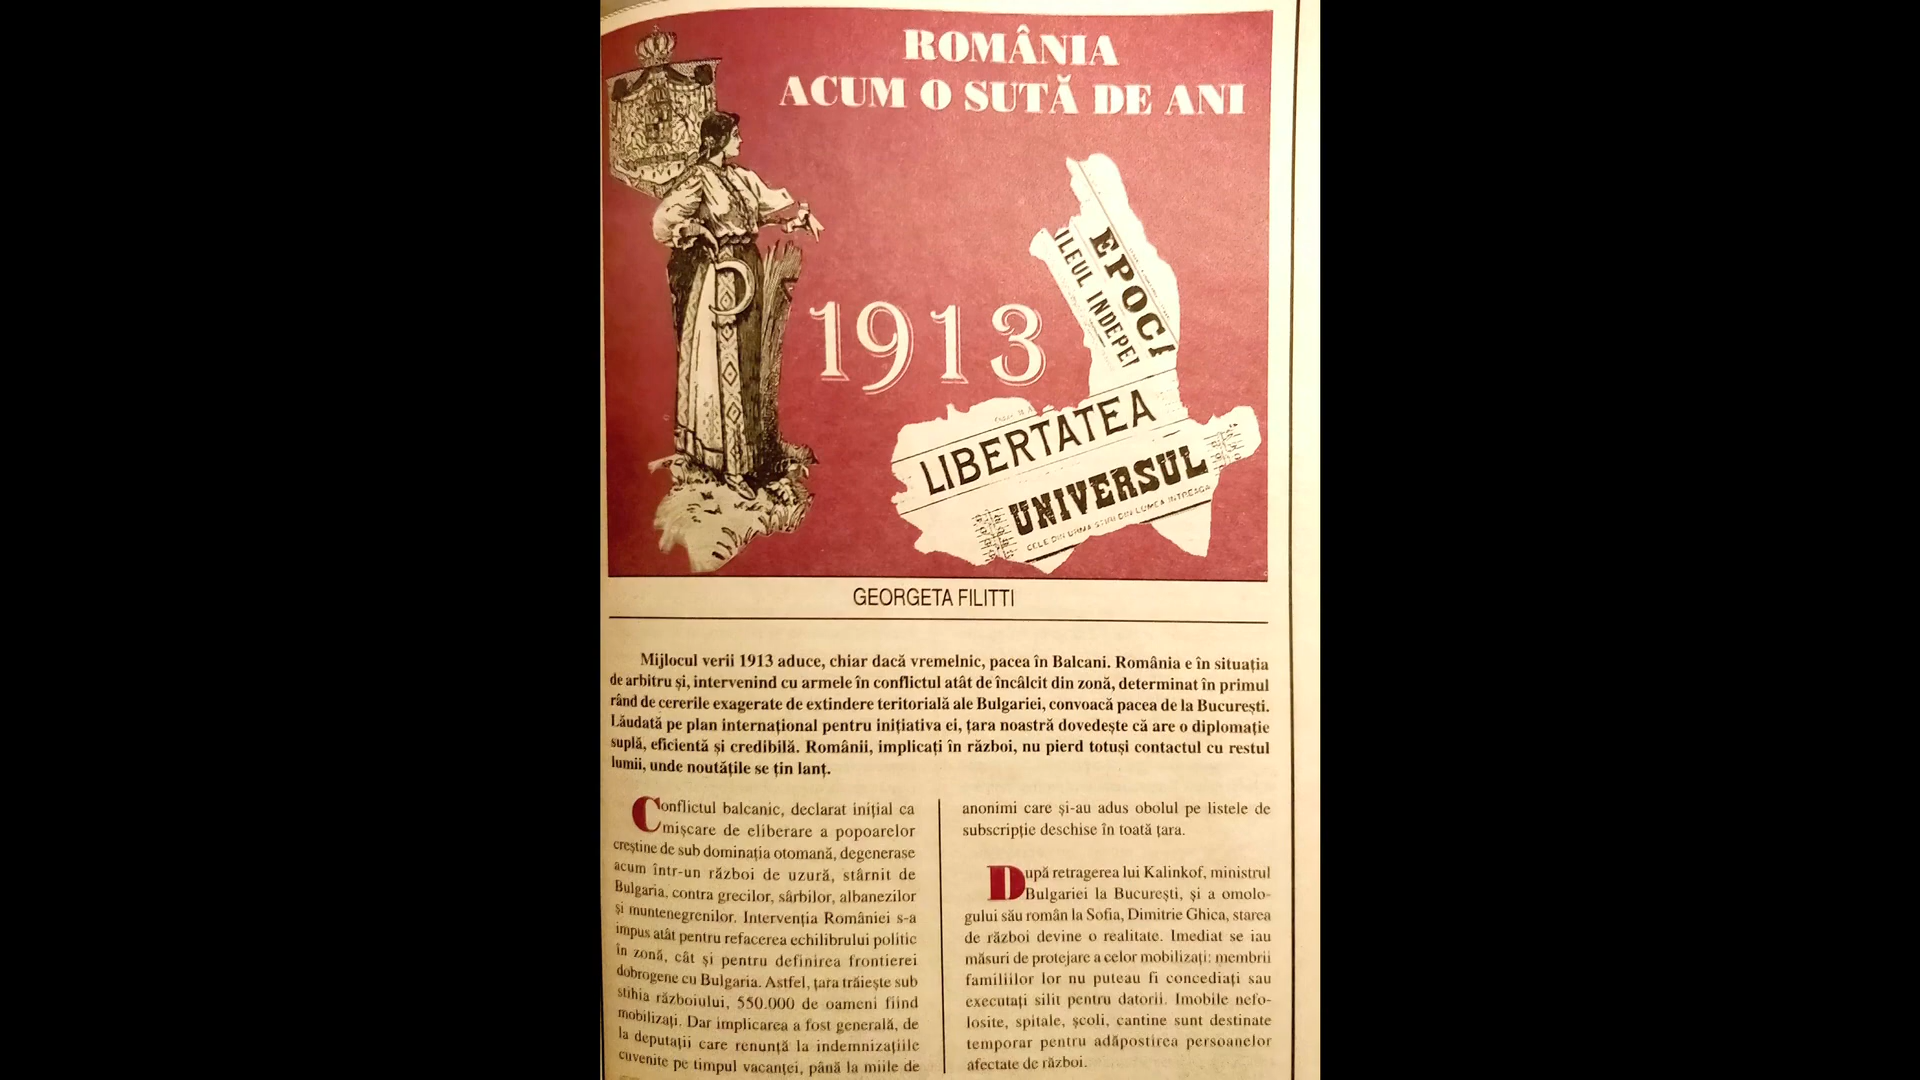 ROMÂNIA
ACUM O SUTĂ DE ANI
1913
EPOCA
ILEUL INDEPEI
LIBERTATEA
UNIVERSUL
CELE DIN URMA STIRI DIN LUMEA INTREAGA
GEORGETA FILITTI
Mijlocul verii 1913 aduce, chiar dacă vremelnic, pacea în Balcani. România e în situația
de arbitru și, intervenind cu armele în conflictul atât de încâlcit din zonă, determinat în primul
rând de cererile exagerate de extindere teritorială ale Bulgariei, convoacă pacea de la București.
Lăudată pe plan internațional pentru inițiativa ei, țara noastră dovedește că are o diplomație
suplă, eficientă și credibilă. Românii, implicați în război, nu pierd totuși contactul cu restul
lumii, unde noutățile se țin lanț.
Conflictul balcanic, declarat inițial ca
mișcare de eliberare a popoarelor
creștine de sub dominația otomană, degenerase
acum într-un război de uzură, stârnit de
Bulgaria, contra grecilor, sârbilor, albanezilor
și muntenegrenilor. Intervenția României s-a
impus atât pentru refacerea echilibrului politic
în zonă, cât și pentru definirea frontierei
dobrogene cu Bulgaria. Astfel, țara trăiește sub
stihia războiului, 550.000 de oameni fiind
mobilizați. Dar implicarea a fost generală, de
la deputații care renunță la indemnizațiile
cuvenite pe timpul vacanței, până la miile de
anonimi care și-au adus obolul pe listele de
subscripție deschise în toată țara.
După retragerea lui Kalinkof, ministrul
Bulgariei la București, și a omolo-
gului său român la Sofia, Dimitrie Ghica, starea
de război devine o realitate. Imediat se iau
măsuri de protejare a celor mobilizați: membrii
familiilor lor nu puteau fi concediați sau
executați silit pentru datorii. Imobile nefo-
losite, spitale, școli, cantine sunt destinate
temporar pentru adăpostirea persoanelor
afectate de război.